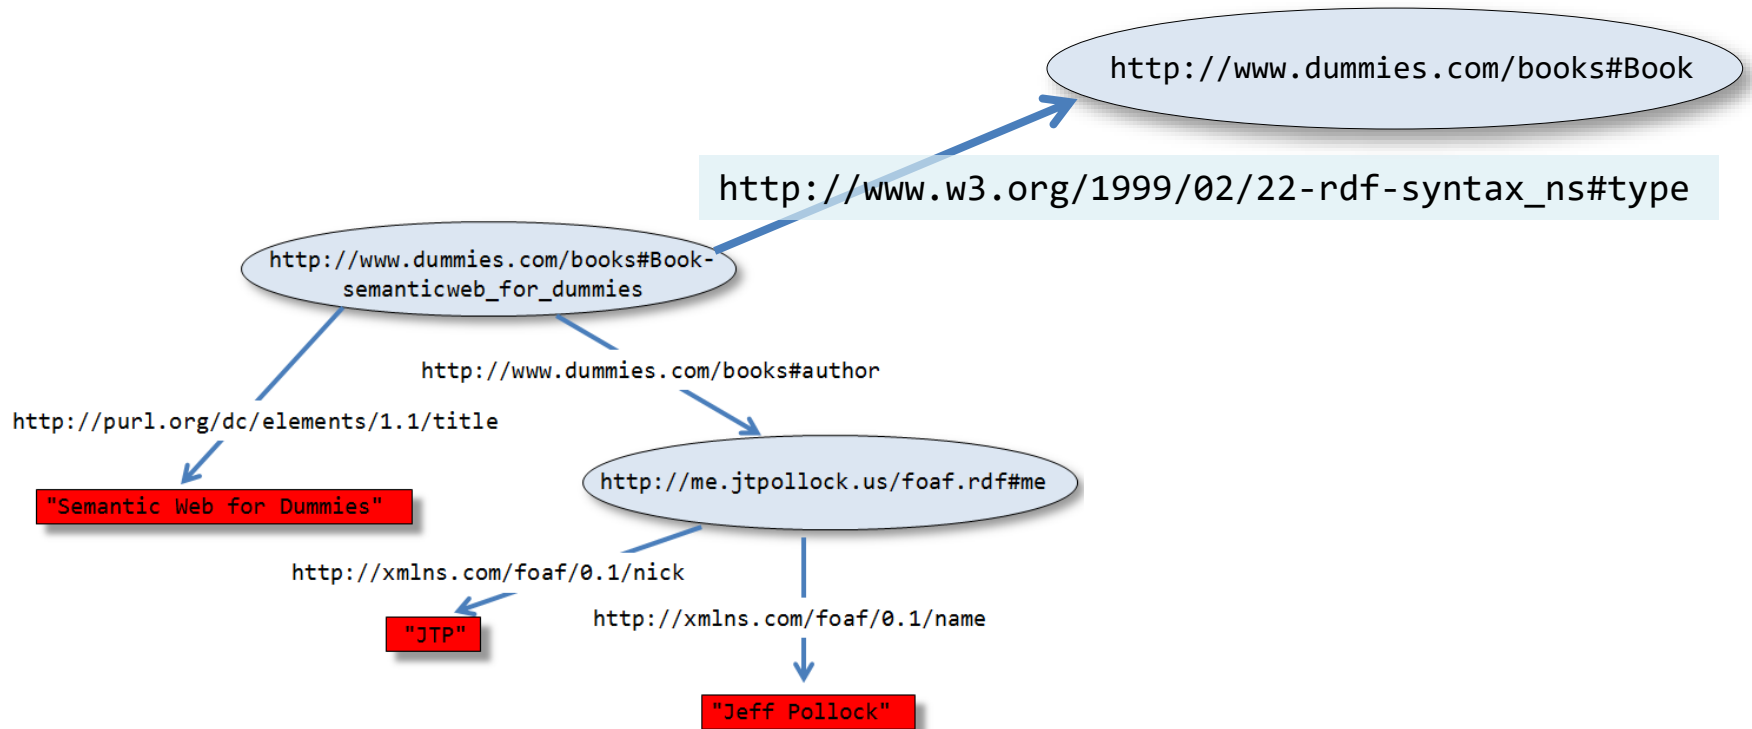 http://www.dummies.com/books#Book
http://www.w3.org/1999/02/22-rdf-syntax_ns#type
http://www.dummies.com/books#Book-
semanticweb_for_dummies
http://www.dummies.com/books#author
http://purl.org/dc/elements/1.1/title
http://me.jtpollock.us/foaf.rdf#me
"Semantic Web for Dummies"
http://xmlns.com/foaf/0.1/nick
http://xmlns.com/foaf/0.1/name
"JTP"
"Jeff Pollock"